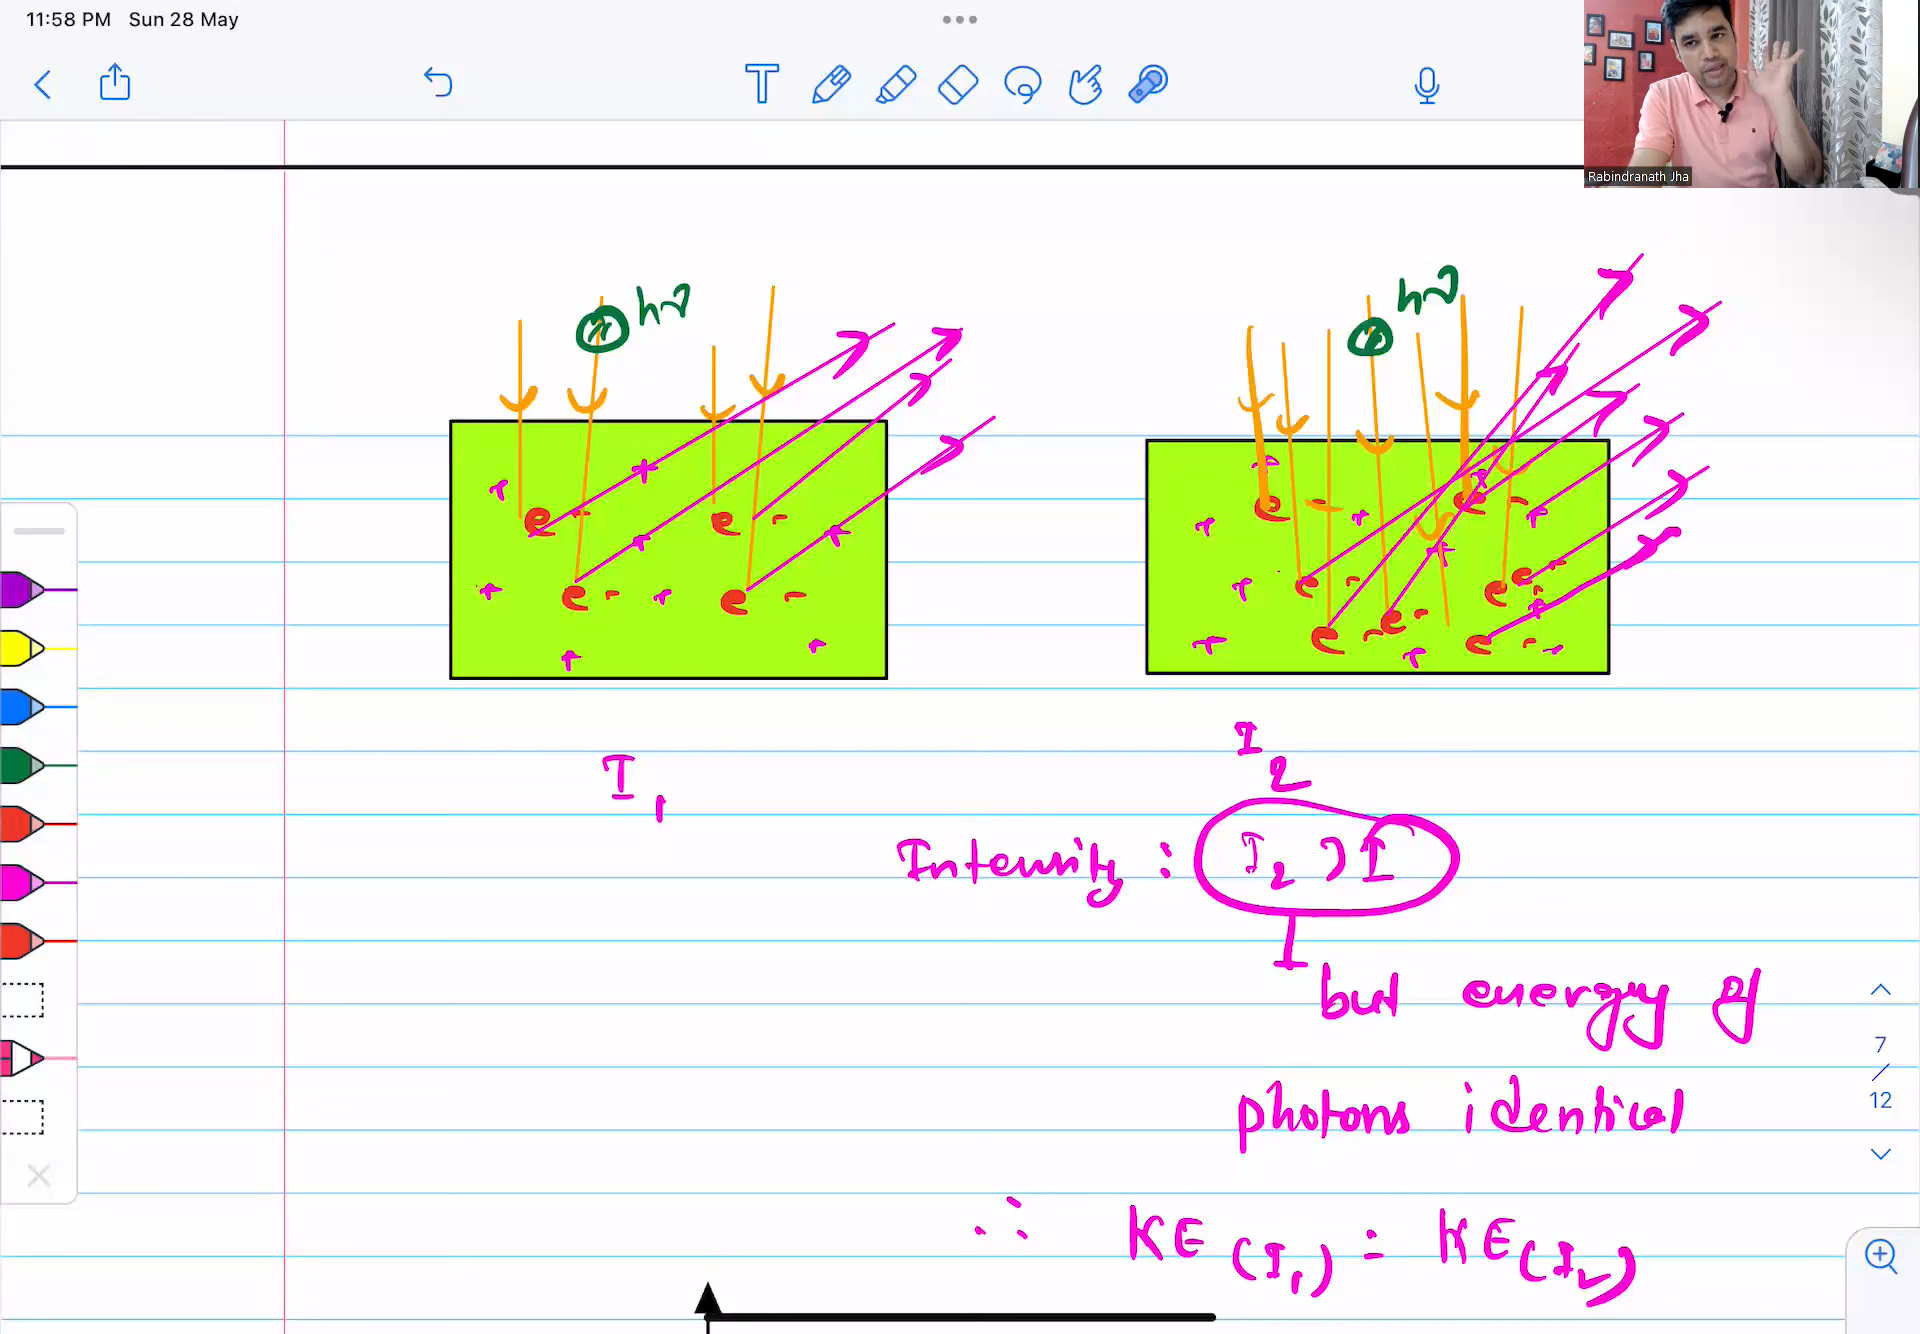 11:58 PM Sun 28 May
T
Rabindranath Jha
hν
hν
+ + + + + + + + +
e - e - e - e -
e - e - e - e - e - e - e -
I1
I2
Intensity : I2 > I
but energy of
photons identical
7
/
12
∴ KE(I1) = KE(I2)